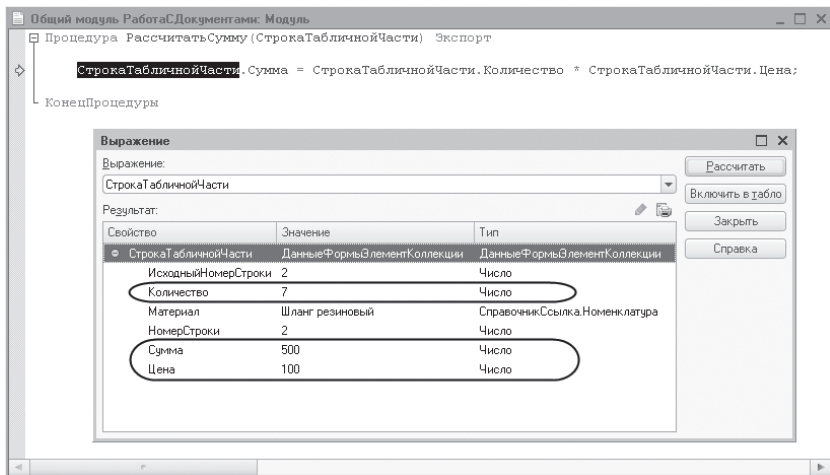 Общий модуль РаботаСДокументами: Модуль
Процедура РассчитатьСумму(СтрокаТабличнойЧасти) Экспорт
СтрокаТабличнойЧасти.Сумма = СтрокаТабличнойЧасти.Количество * СтрокаТабличнойЧасти.Цена;
КонецПроцедуры
Выражение
Выражение:
СтрокаТабличнойЧасти
Результат:
Свойство Значение Тип
СтрокаТабличнойЧасти ДанныеФормыЭлементКоллекции ДанныеФормыЭлементКоллекции
ИсходныйНомерСтроки 2 Число
Количество 7 Число
Материал Шланг резиновый СправочникСсылка.Номенклатура
НомерСтроки 2 Число
Сумма 500 Число
Цена 100 Число
Рассчитать
Включить в табло
Закрыть
Справка